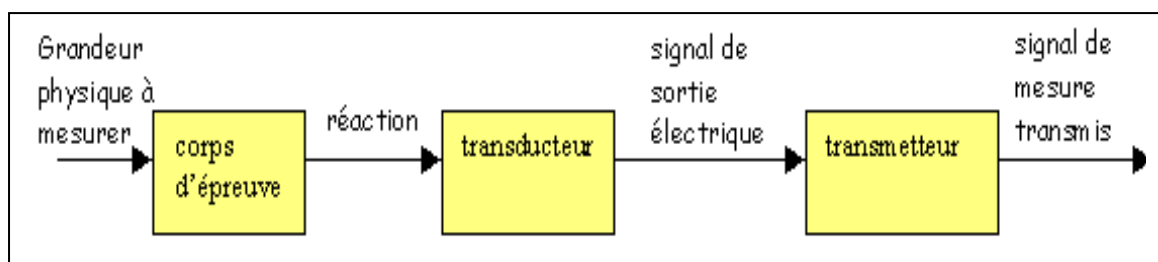 Grandeur
physique à
mesurer
corps
d'épreuve
réaction
transducteur
signal de
sortie
électrique
transmetteur
signal de
mesure
transmis